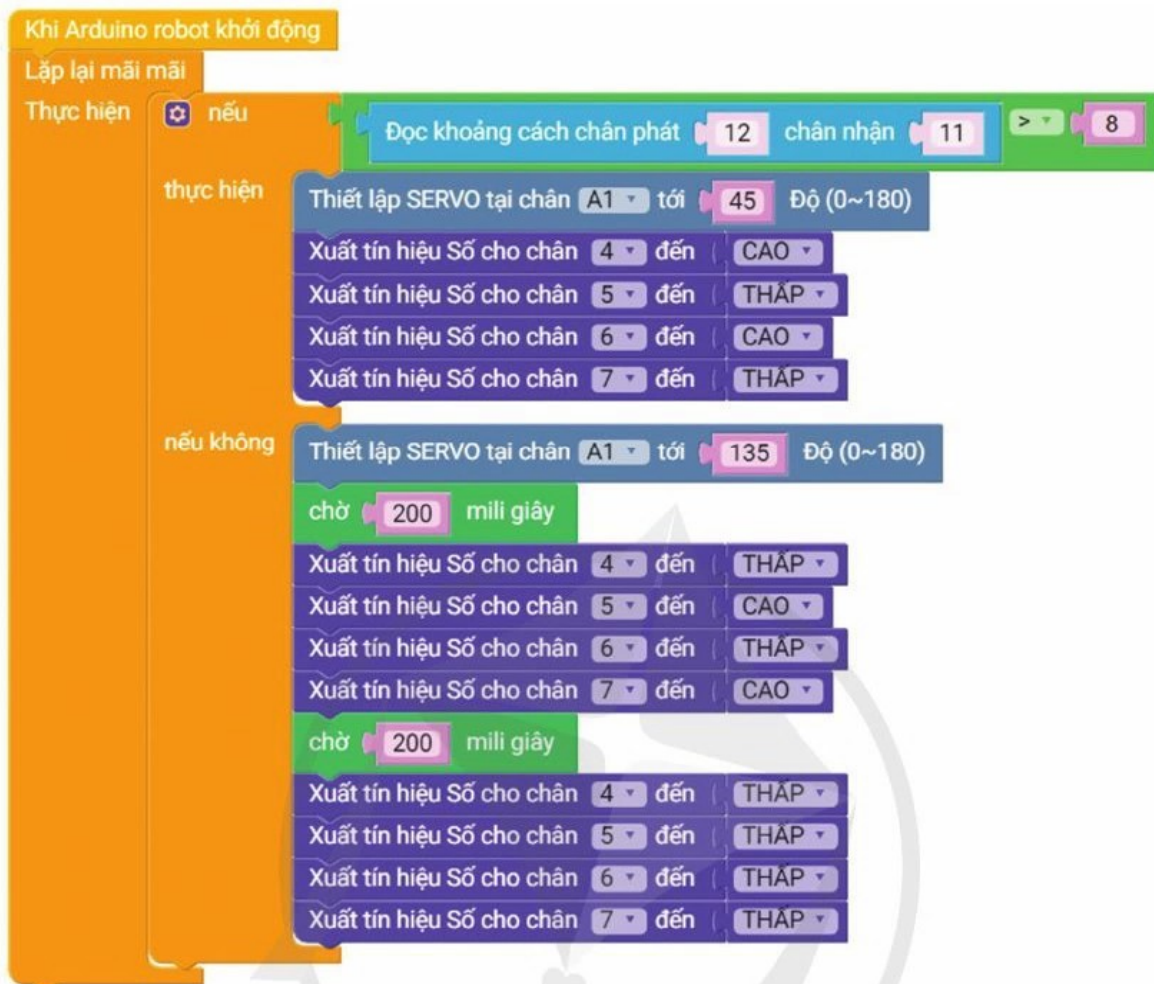 Khi Arduino robot khởi động
Lặp lại mãi mãi
Thực hiện nếu Đọc khoảng cách chân phát 12 chân nhận 11 > 8
thực hiện Thiết lập SERVO tại chân A1 tới 45 Độ (0~180)
Xuất tín hiệu Số cho chân 4 đến CAO
Xuất tín hiệu Số cho chân 5 đến THẤP
Xuất tín hiệu Số cho chân 6 đến CAO
Xuất tín hiệu Số cho chân 7 đến THẤP
nếu không Thiết lập SERVO tại chân A1 tới 135 Độ (0~180)
chờ 200 mili giây
Xuất tín hiệu Số cho chân 4 đến THẤP
Xuất tín hiệu Số cho chân 5 đến CAO
Xuất tín hiệu Số cho chân 6 đến THẤP
Xuất tín hiệu Số cho chân 7 đến CAO
chờ 200 mili giây
Xuất tín hiệu Số cho chân 4 đến THẤP
Xuất tín hiệu Số cho chân 5 đến THẤP
Xuất tín hiệu Số cho chân 6 đến THẤP
Xuất tín hiệu Số cho chân 7 đến THẤP